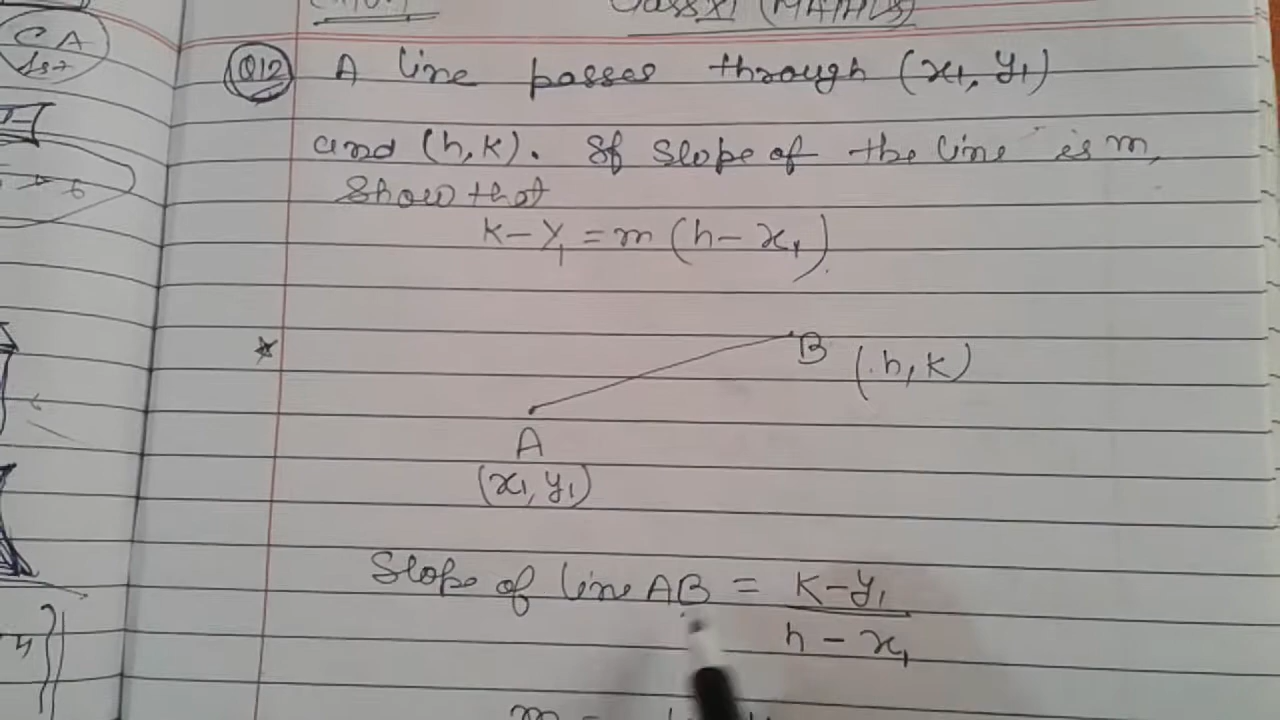 Class XI (MATHS)
CA
Q12 A line passes through (x₁, y₁)
and (h, k). If slope of the line is m,
Show that
k - y₁ = m (h - x₁).
B (h, k)
A
(x₁, y₁)
Slope of line AB = k - y₁
h - x₁
m =